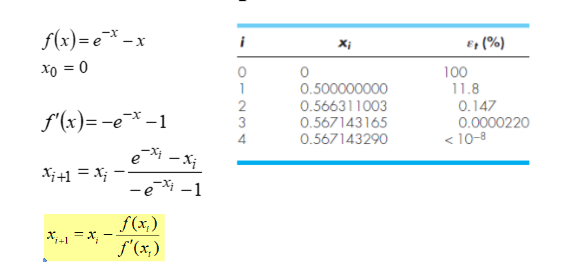 f(x) = e^{-x} - x
x_0 = 0
f'(x) = -e^{-x} - 1
x_{i+1} = x_i - \frac{e^{-x_i} - x_i}{-e^{-x_i} - 1}
x_{i+1} = x_i - \frac{f(x_i)}{f'(x_i)}
i x_i ε_t (%)
0 0 100
1 0.500000000 11.8
2 0.566311003 0.147
3 0.567143165 0.0000220
4 0.567143290 < 10^{-8}